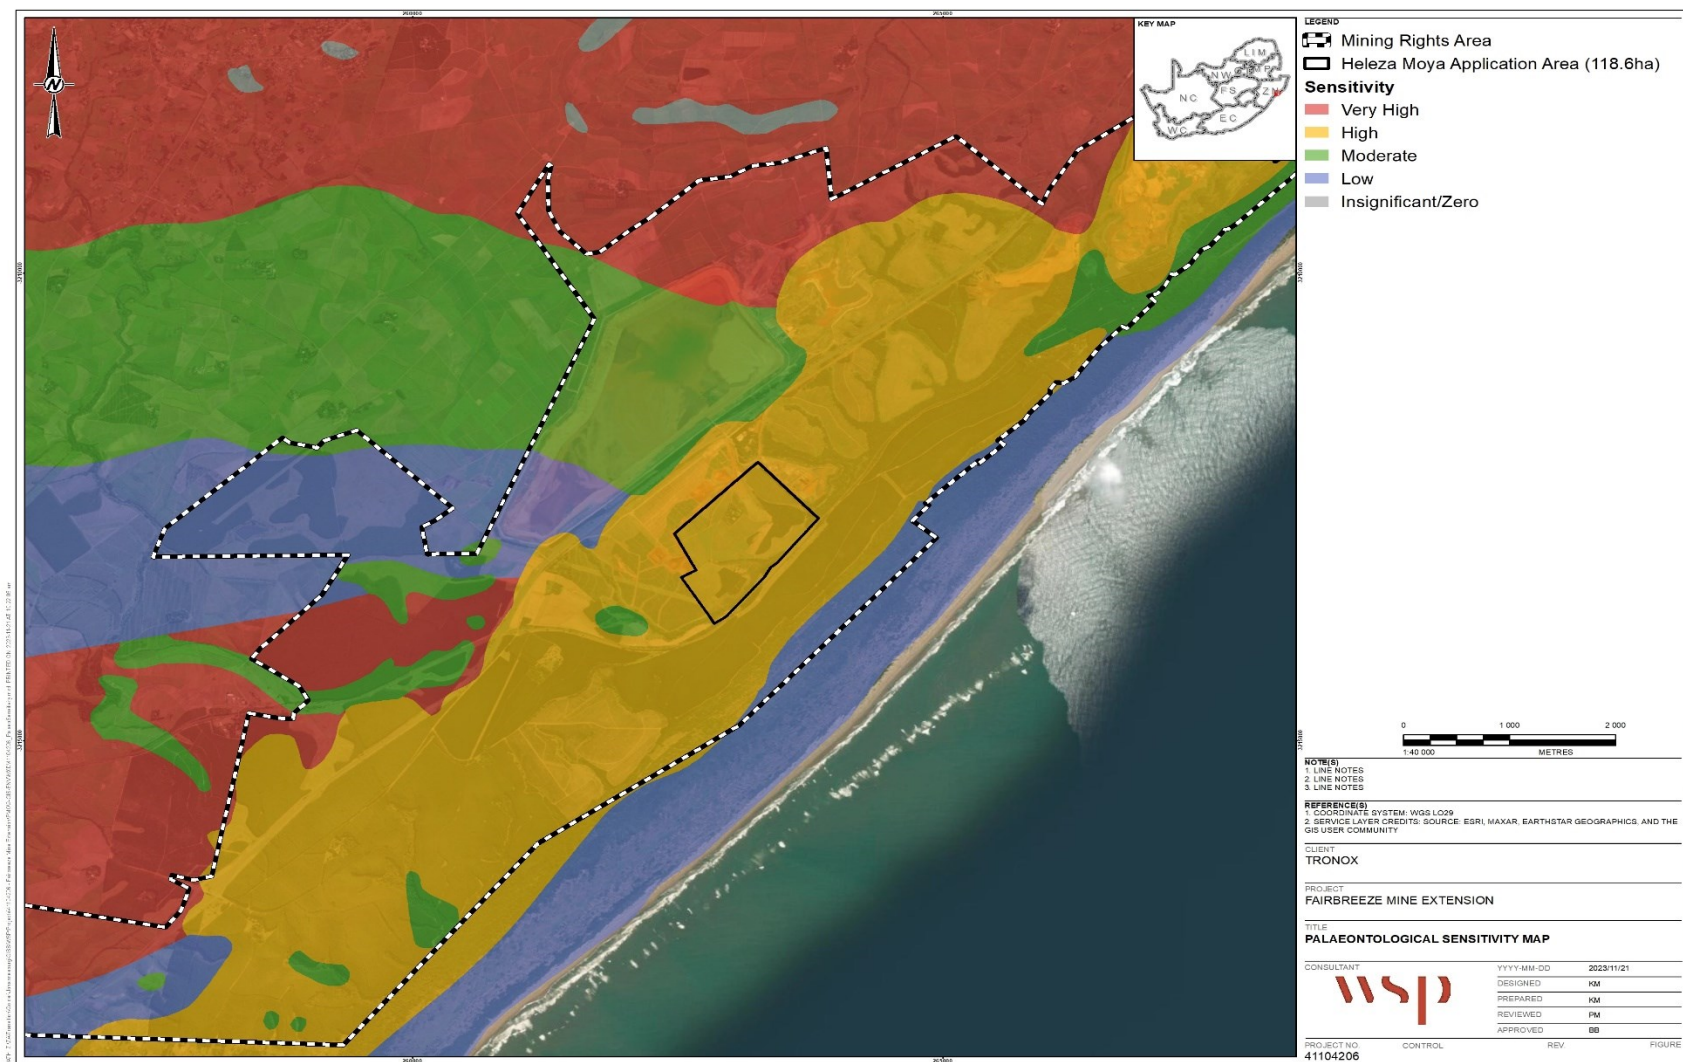 KEY MAP
LIM
NW
MP
FS
ZN
NC
EC
WC
N
LEGEND
Mining Rights Area
Heleza Moya Application Area (118.6ha)
Sensitivity
Very High
High
Moderate
Low
Insignificant/Zero
0 1 000 2 000
1:40 000 METRES
NOTE(S)
1. LINE NOTES
2. LINE NOTES
3. LINE NOTES
REFERENCE(S)
1. COORDINATE SYSTEM: WGS LO29
2. SERVICE LAYER CREDITS: SOURCE: ESRI, MAXAR, EARTHSTAR GEOGRAPHICS, AND THE
GIS USER COMMUNITY
CLIENT
TRONOX
PROJECT
FAIRBREEZE MINE EXTENSION
TITLE
PALAEONTOLOGICAL SENSITIVITY MAP
CONSULTANT
wsp
YYYY-MM-DD 2023/11/21
DESIGNED KM
PREPARED KM
REVIEWED PM
APPROVED BB
PROJECT NO. CONTROL REV. FIGURE
41104206